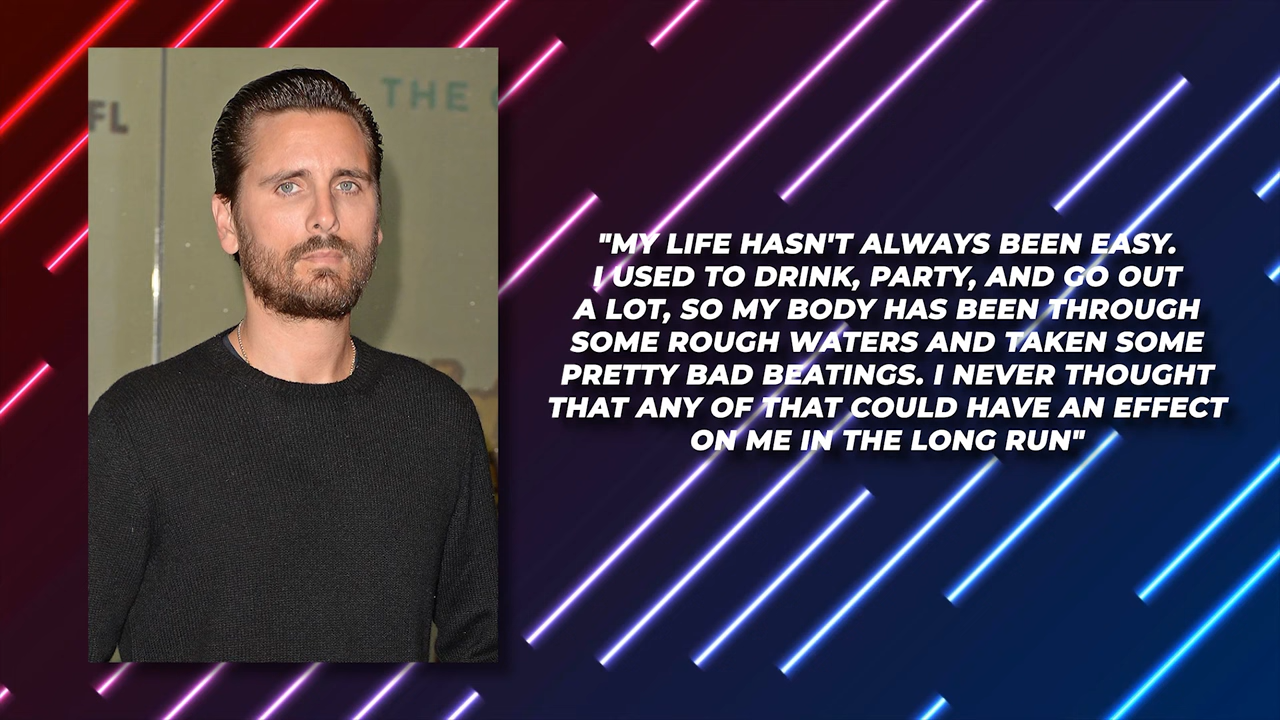 FL
THE
"MY LIFE HASN'T ALWAYS BEEN EASY.
I USED TO DRINK, PARTY, AND GO OUT
A LOT, SO MY BODY HAS BEEN THROUGH
SOME ROUGH WATERS AND TAKEN SOME
PRETTY BAD BEATINGS. I NEVER THOUGHT
THAT ANY OF THAT COULD HAVE AN EFFECT
ON ME IN THE LONG RUN"